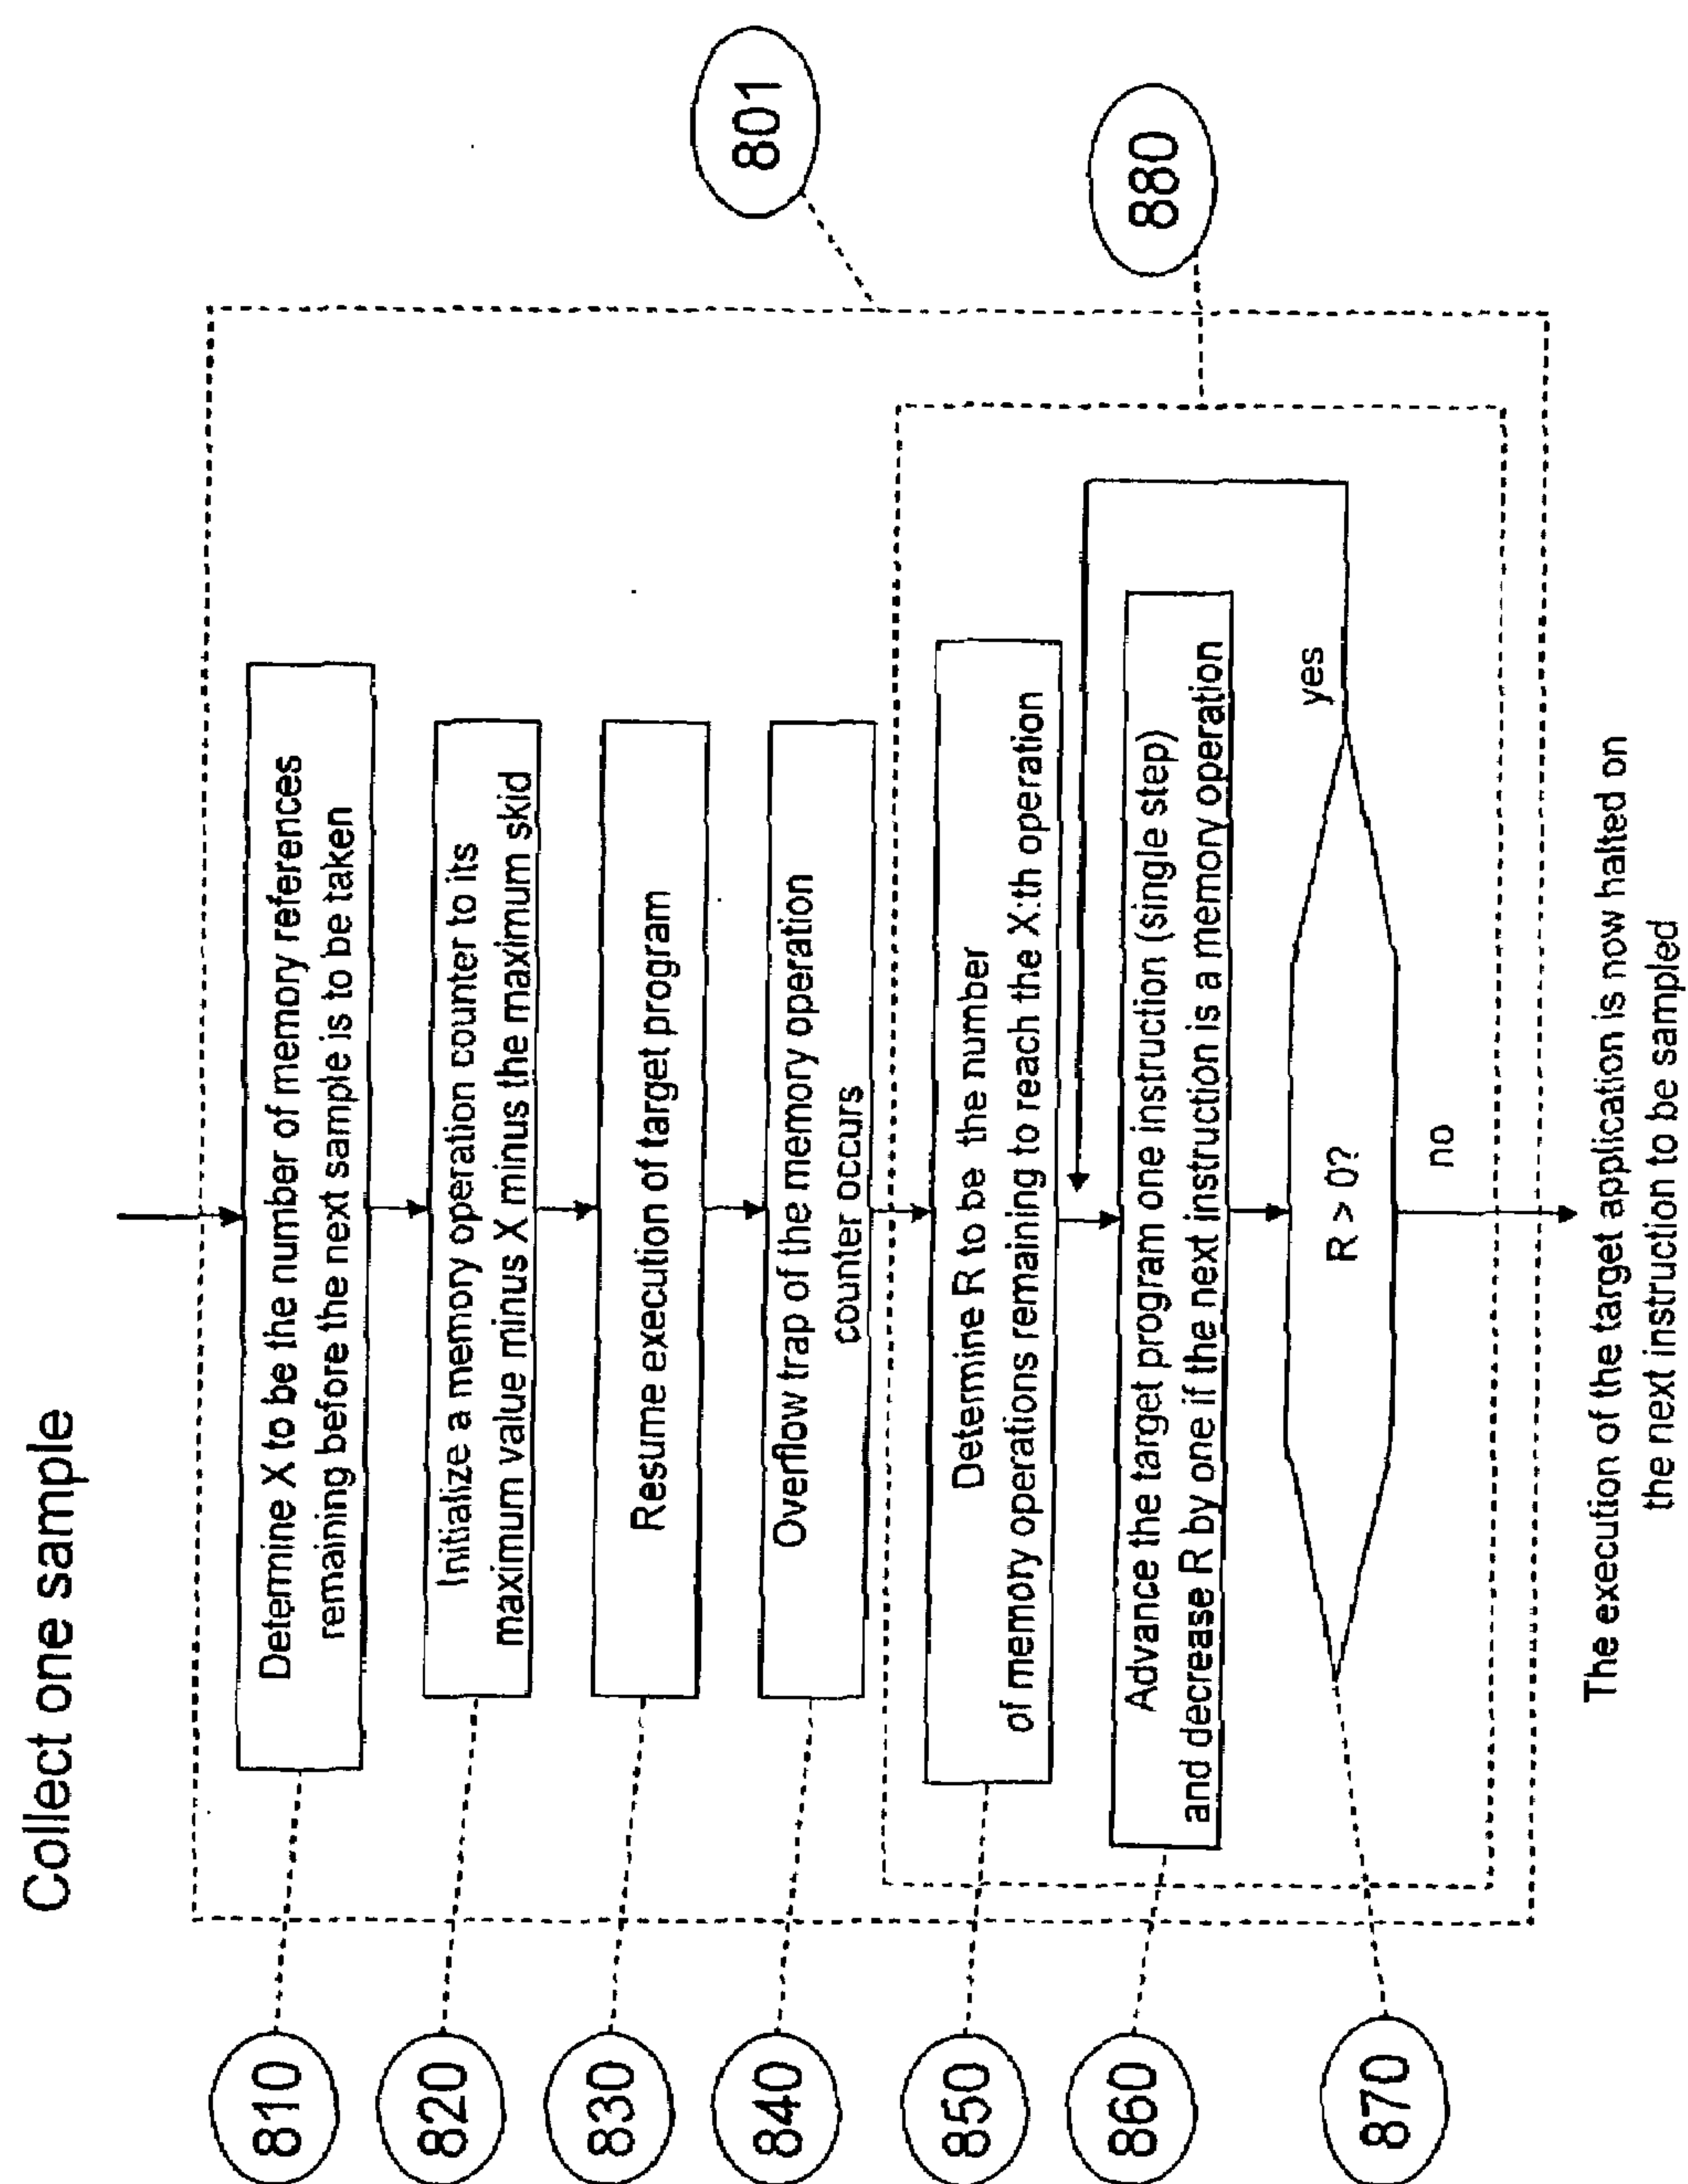 Collect one sample
810
Determine X to be the number of memory references
remaining before the next sample is to be taken
801
820
Initialize a memory operation counter to its
maximum value minus X minus the maximum skid
830
Resume execution of target program
840
Overflow trap of the memory operation
counter occurs
850
Determine R to be the number
of memory operations remaining to reach the X:th operation
880
860
Advance the target program one instruction (single step)
and decrease R by one if the next instruction is a memory operation
870
R > 0?
yes
no
The execution of the target application is now halted on
the next instruction to be sampled